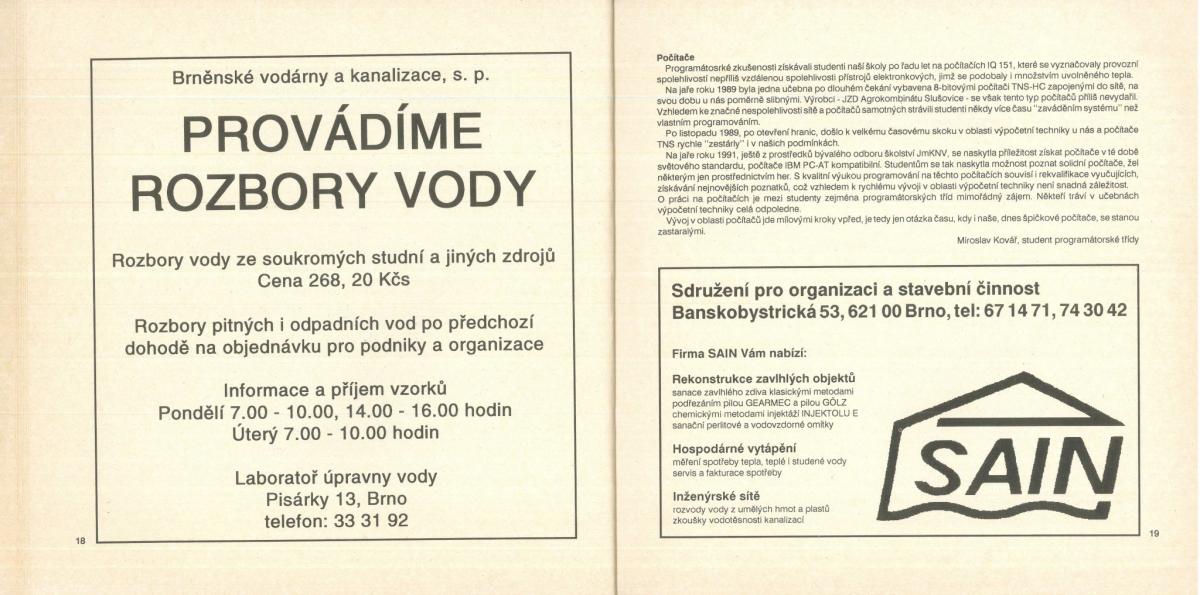 Brněnské vodárny a kanalizace, s. p.
PROVÁDÍME
ROZBORY VODY
Rozbory vody ze soukromých studní a jiných zdrojů
Cena 268, 20 Kčs
Rozbory pitných i odpadních vod po předchozí
dohodě na objednávku pro podniky a organizace
Informace a příjem vzorků
Pondělí 7.00 - 10.00, 14.00 - 16.00 hodin
Úterý 7.00 - 10.00 hodin
Laboratoř úpravny vody
Pisárky 13, Brno
telefon: 33 31 92
18
Počítače
Programátosrké zkušenosti získávali studenti naší školy po řadu let na počítačích IQ 151, které se vyznačovaly provozní
spolehlivostí nepříliš vzdálenou spolehlivosti přístrojů elektronkových, jimž se podobaly i množstvím uvolněného tepla.
Na jaře roku 1989 byla jedna učebna po dlouhém čekání vybavena 8-bitovými počítači TNS-HC zapojenými do sítě, na
svou dobu u nás poměrně slibnými. Výrobci - JZD Agrokombinátu Slušovice - se však tento typ počítačů příliš nevydařil.
Vzhledem ke značné nespolehlivosti sítě a počítačů samotných strávili studenti někdy více času "zaváděním systému" než
vlastním programováním.
Po listopadu 1989, po otevření hranic, došlo k velkému časovému skoku v oblasti výpočetní techniky u nás a počítače
TNS rychle "zestárly" i v našich podmínkách.
Na jaře roku 1991, ještě z prostředků bývalého odboru školství JmKNV, se naskytla příležitost získat počítače v té době
světového standardu, počítače IBM PC-AT kompatibilní. Studentům se tak naskytla možnost poznat solidní počítače, žel
některým jen prostřednictvím her. S kvalitní výukou programování na těchto počítačích souvisí i rekvalifikace vyučujících,
získávání nejnovějších poznatků, což vzhledem k rychlému vývoji v oblasti výpočetní techniky není snadná záležitost.
O práci na počítačích je mezi studenty zejména programátorských tříd mimořádný zájem. Někteří tráví v učebnách
výpočetní techniky celá odpoledne.
Vývoj v oblasti počítačů jde mílovými kroky vpřed, je tedy jen otázka času, kdy i naše, dnes špičkové počítače, se stanou
zastaralými.
Miroslav Kovář, student programátorské třídy
Sdružení pro organizaci a stavební činnost
Banskobystrická 53, 621 00 Brno, tel: 67 14 71, 74 30 42
Firma SAIN Vám nabízí:
Rekonstrukce zavlhlých objektů
sanace zavlhlého zdiva klasickými metodami
podřezáním pilou GEARMEC a pilou GÖLZ
chemickými metodami injektáží INJEKTOLU E
sanační perlitové a vodovzdorné omítky
Hospodárné vytápění
měření spotřeby tepla, teplé i studené vody
servis a fakturace spotřeby
Inženýrské sítě
rozvody vody z umělých hmot a plastů
zkoušky vodotěsnosti kanalizací
SAIN
19